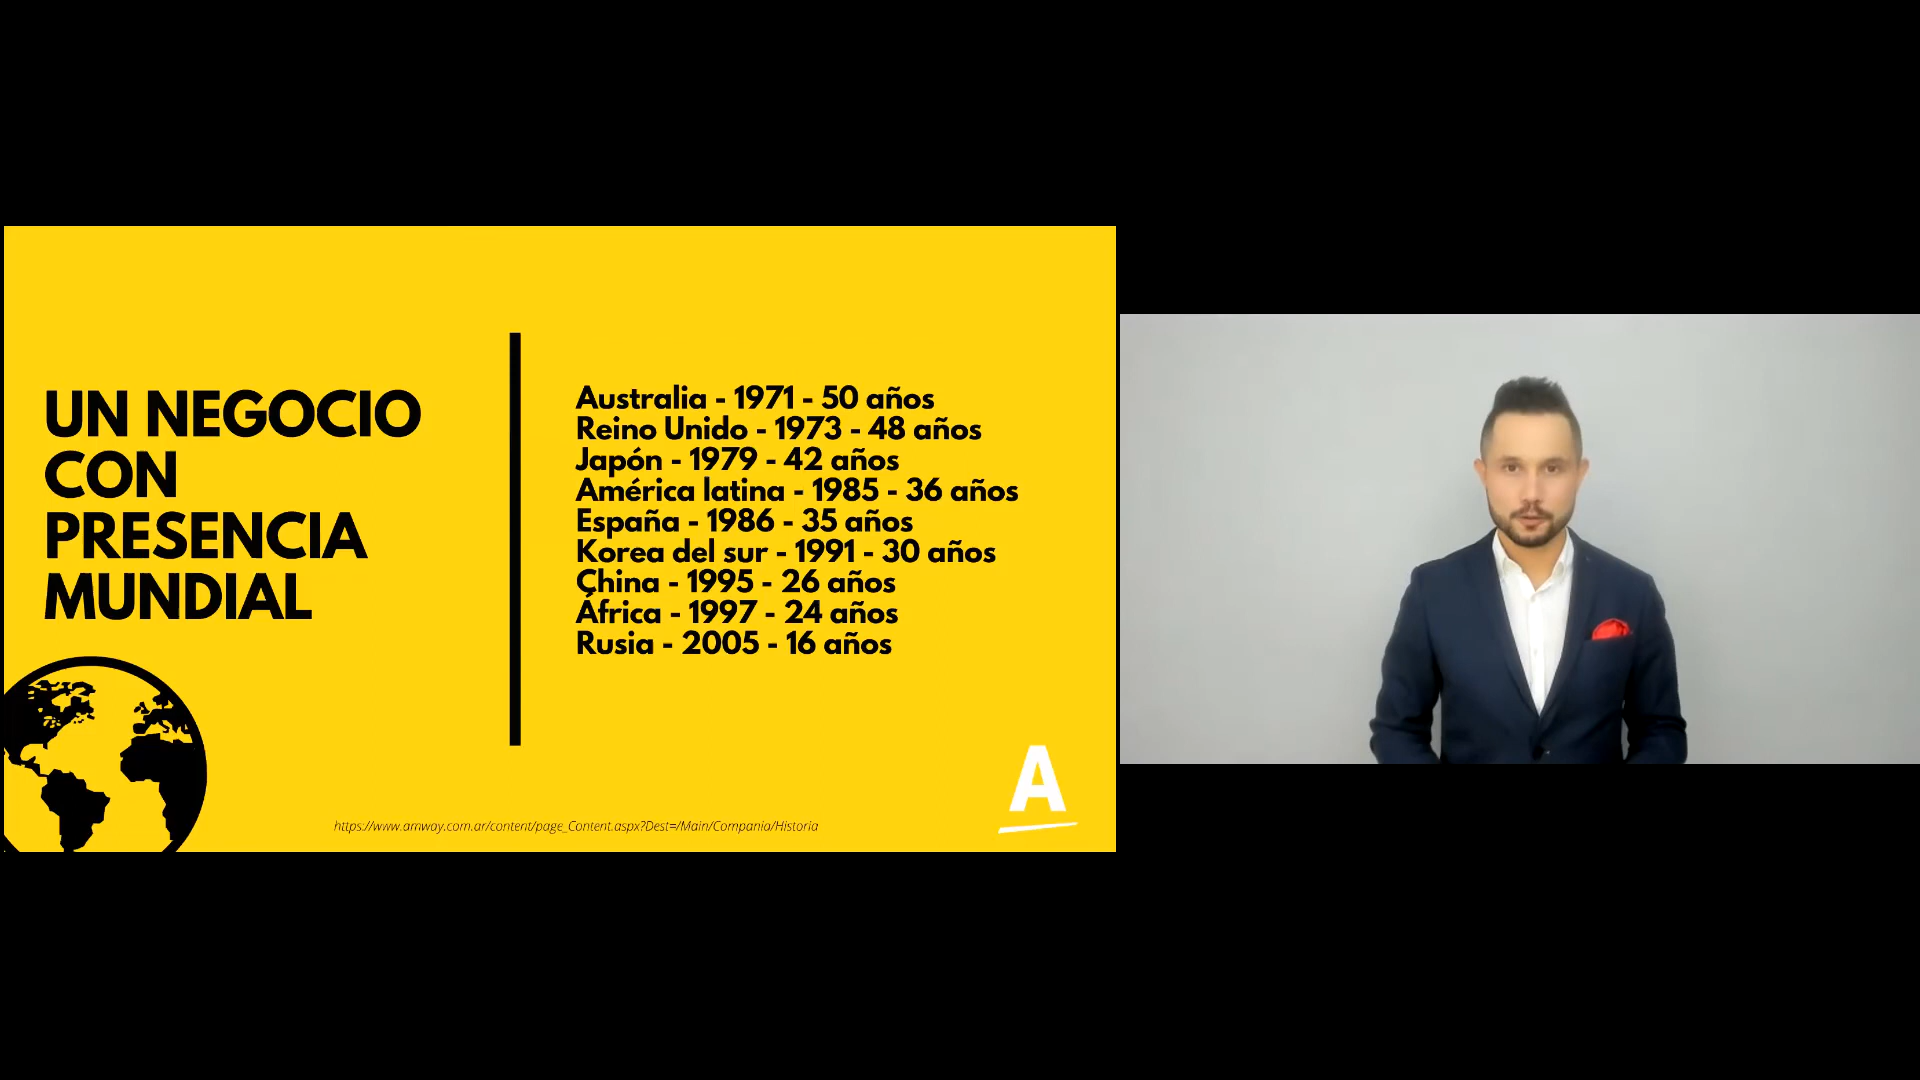 UN NEGOCIO
CON
PRESENCIA
MUNDIAL
Australia - 1971 - 50 años
Reino Unido - 1973 - 48 años
Japón - 1979 - 42 años
América latina - 1985 - 36 años
España - 1986 - 35 años
Korea del sur - 1991 - 30 años
China - 1995 - 26 años
África - 1997 - 24 años
Rusia - 2005 - 16 años
A
https://www.amway.com.ar/content/page_Content.aspx?Dest=/Main/Compania/Historia